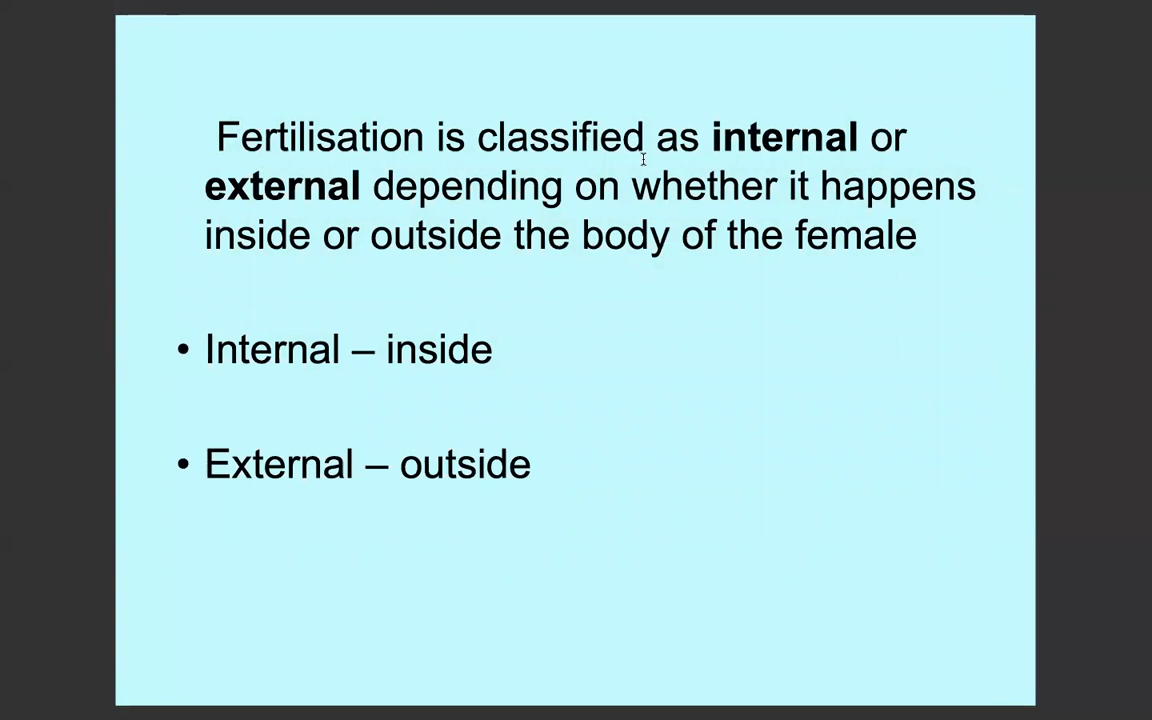 Fertilisation is classified as internal or
external depending on whether it happens
inside or outside the body of the female
• Internal – inside
• External – outside